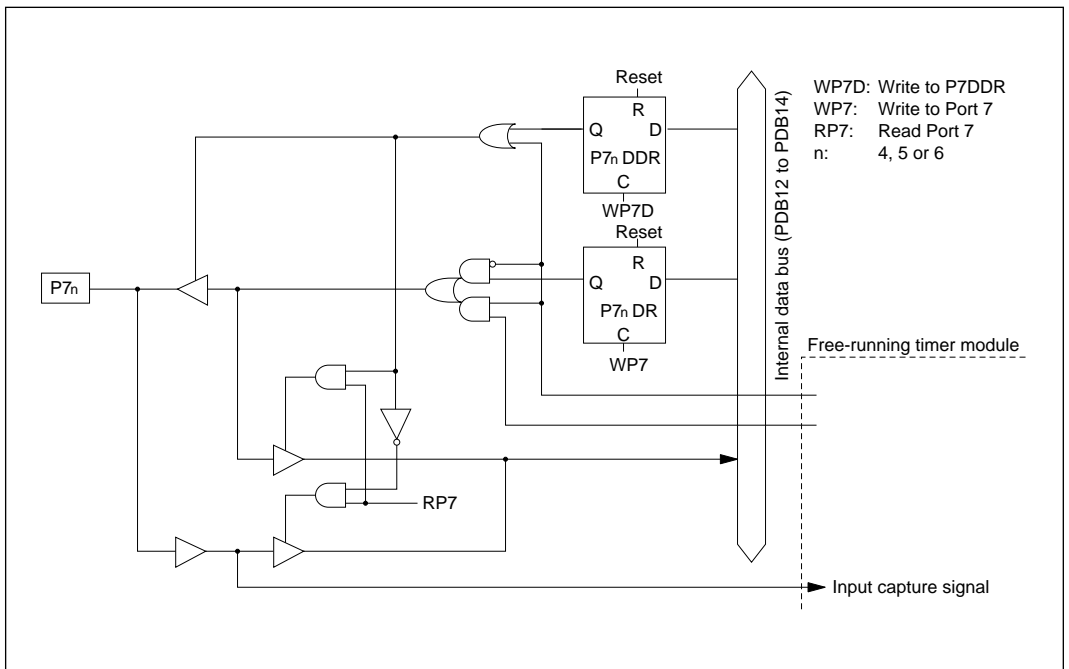 Reset
R
Q D
P7n DDR
C
WP7D
Reset
R
Q D
P7n DR
C
WP7
P7n
RP7
Internal data bus (PDB12 to PDB14)
WP7D: Write to P7DDR
WP7: Write to Port 7
RP7: Read Port 7
n: 4, 5 or 6
Free-running timer module
Input capture signal